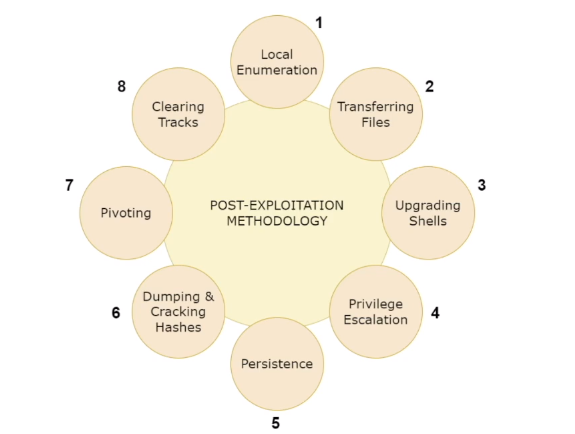 1
Local
Enumeration
2
Transferring
Files
3
Upgrading
Shells
4
Privilege
Escalation
5
Persistence
6
Dumping &
Cracking
Hashes
7
Pivoting
8
Clearing
Tracks
POST-EXPLOITATION
METHODOLOGY